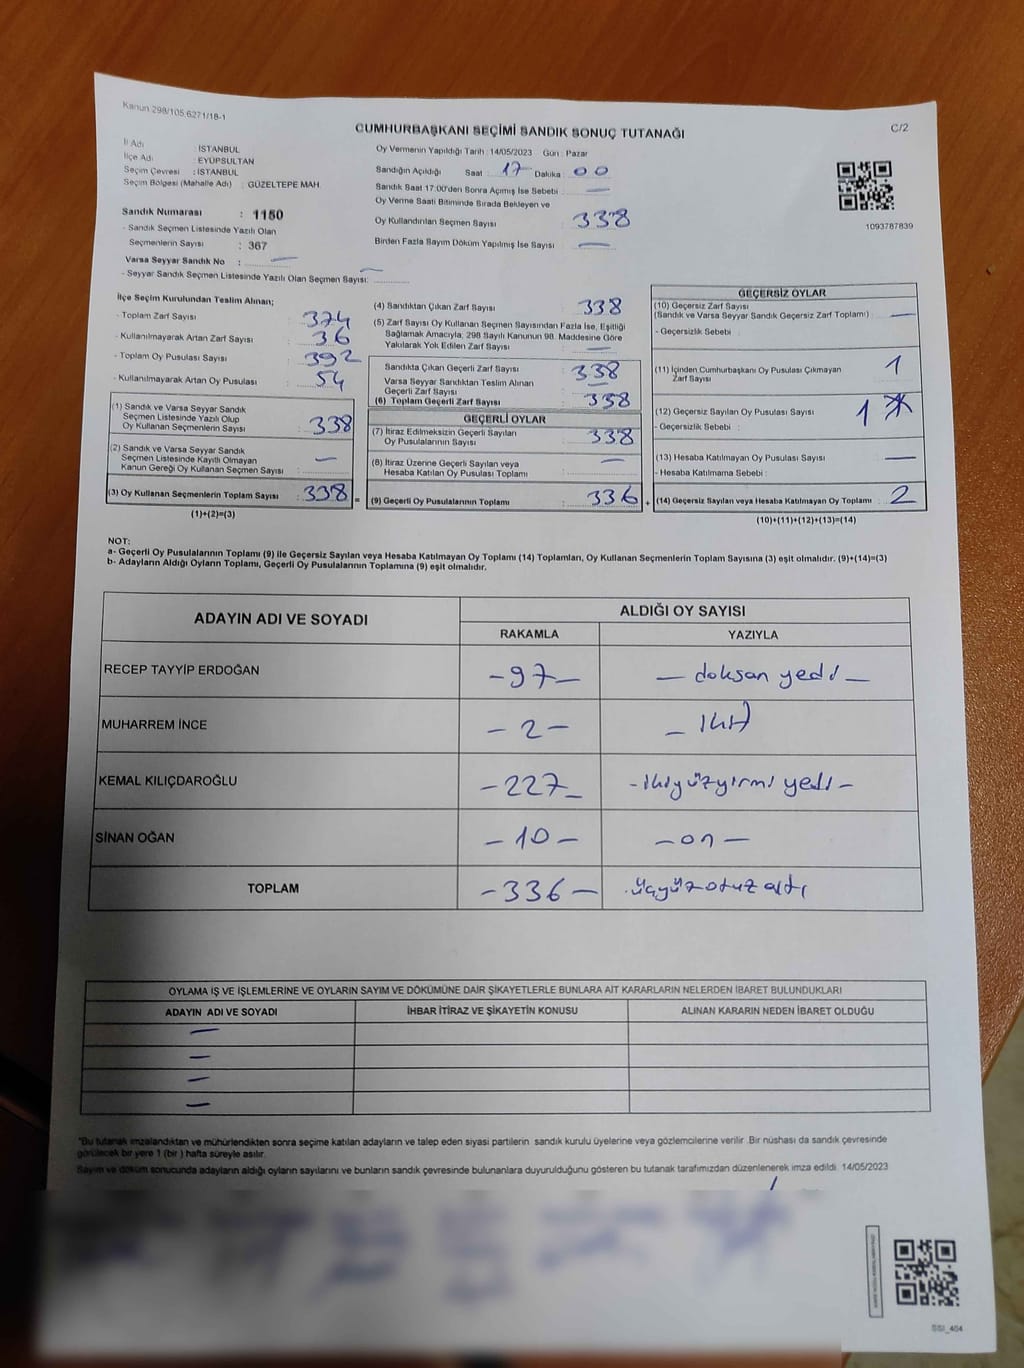 Kanun 298/105,6271/18-1
CUMHURBAŞKANI SEÇİMİ SANDIK SONUÇ TUTANAĞI
C/2
İl Adı : İSTANBUL
İlçe Adı : EYÜPSULTAN
Seçim Çevresi : İSTANBUL
Seçim Bölgesi (Mahalle Adı) : GÜZELTEPE MAH.
Sandık Numarası : 1150
- Sandık Seçmen Listesinde Yazılı Olan
Seçmenlerin Sayısı : 367
Varsa Seyyar Sandık No : —
- Seyyar Sandık Seçmen Listesinde Yazılı Olan Seçmen Sayısı: —
Oy Vermenin Yapıldığı Tarih : 14/05/2023 Gün : Pazar
Sandığın Açıldığı Saat 17 Dakika 00
Sandık Saat 17:00'den Sonra Açımış İse Sebebi : —
Oy Verme Saati Bitiminde Sırada Bekleyen ve
Oy Kullandırılan Seçmen Sayısı 338
Birden Fazla Sayım Döküm Yapılmış İse Sayısı —
1093787839
İlçe Seçim Kurulundan Teslim Alınan;
- Toplam Zarf Sayısı : 374
- Kullanılmayarak Artan Zarf Sayısı : 36
- Toplam Oy Pusulası Sayısı : 392
- Kullanılmayarak Artan Oy Pusulası : 54
(1) Sandık ve Varsa Seyyar Sandık
Seçmen Listesinde Yazılı Olup
Oy Kullanan Seçmenlerin Sayısı : 338
(2) Sandık ve Varsa Seyyar Sandık
Seçmen Listesinde Kayıtlı Olmayan
Kanun Gereği Oy Kullanan Seçmen Sayısı : —
(3) Oy Kullanan Seçmenlerin Toplam Sayısı : 338 =
(1)+(2)=(3)
(4) Sandıktan Çıkan Zarf Sayısı : 338
(5) Zarf Sayısı Oy Kullanan Seçmen Sayısından Fazla İse, Eşitliği
Sağlamak Amacıyla, 298 Sayılı Kanunun 98. Maddesine Göre
Yakılarak Yok Edilen Zarf Sayısı : —
Sandıkta Çıkan Geçerli Zarf Sayısı : 338
Varsa Seyyar Sandıktan Teslim Alınan
Geçerli Zarf Sayısı : —
(6) Toplam Geçerli Zarf Sayısı : 338
GEÇERLİ OYLAR
(7) İtiraz Edilmeksizin Geçerli Sayılan
Oy Pusulalarının Sayısı : 338
(8) İtiraz Üzerine Geçerli Sayılan veya
Hesaba Katılan Oy Pusulası Toplamı : —
(9) Geçerli Oy Pusulalarının Toplamı : 336 +
GEÇERSİZ OYLAR
(10) Geçersiz Zarf Sayısı
(Sandık ve Varsa Seyyar Sandık Geçersiz Zarf Toplamı) : —
- Geçersizlik Sebebi :
(11) İçinden Cumhurbaşkanı Oy Pusulası Çıkmayan
Zarf Sayısı : 1
(12) Geçersiz Sayılan Oy Pusulası Sayısı : 1
- Geçersizlik Sebebi :
(13) Hesaba Katılmayan Oy Pusulası Sayısı : —
- Hesaba Katılmama Sebebi :
(14) Geçersiz Sayılan veya Hesaba Katılmayan Oy Toplamı : 2
(10)+(11)+(12)+(13)=(14)
NOT:
a- Geçerli Oy Pusulalarının Toplamı (9) ile Geçersiz Sayılan veya Hesaba Katılmayan Oy Toplamı (14) Toplamları, Oy Kullanan Seçmenlerin Toplam Sayısına (3) eşit olmalıdır. (9)+(14)=(3)
b- Adayların Aldığı Oyların Toplamı, Geçerli Oy Pusulalarının Toplamına (9) eşit olmalıdır.
ADAYIN ADI VE SOYADI
ALDIĞI OY SAYISI
RAKAMLA YAZIYLA
RECEP TAYYİP ERDOĞAN -97- - doksan yedi -
MUHARREM İNCE -2- - iki
KEMAL KILIÇDAROĞLU -227- -ikiyüzyirmi yedi-
SİNAN OĞAN -10- -on-
TOPLAM -336- üçyüzotuz altı
OYLAMA İŞ VE İŞLEMLERİNE VE OYLARIN SAYIM VE DÖKÜMÜNE DAİR ŞİKAYETLERLE BUNLARA AİT KARARLARIN NELERDEN İBARET BULUNDUKLARI
ADAYIN ADI VE SOYADI İHBAR İTİRAZ VE ŞİKAYETİN KONUSU ALINAN KARARIN NEDEN İBARET OLDUĞU
—
—
—
—
"Bu tutanak imzalandıktan ve mühürlendikten sonra seçime katılan adayların ve talep eden siyasi partilerin sandık kurulu üyelerine veya gözlemcilerine verilir .Bir nüshası da sandık çevresinde
görülecek bir yere 1 (bir ) hafta süreyle asılır.
Sayım ve döküm sonucunda adayların aldığı oyların sayılarını ve bunların sandık çevresinde bulunanlara duyurulduğunu gösteren bu tutanak tarafımızdan düzenlenerek imza edildi. 14/05/2023
SSI_464